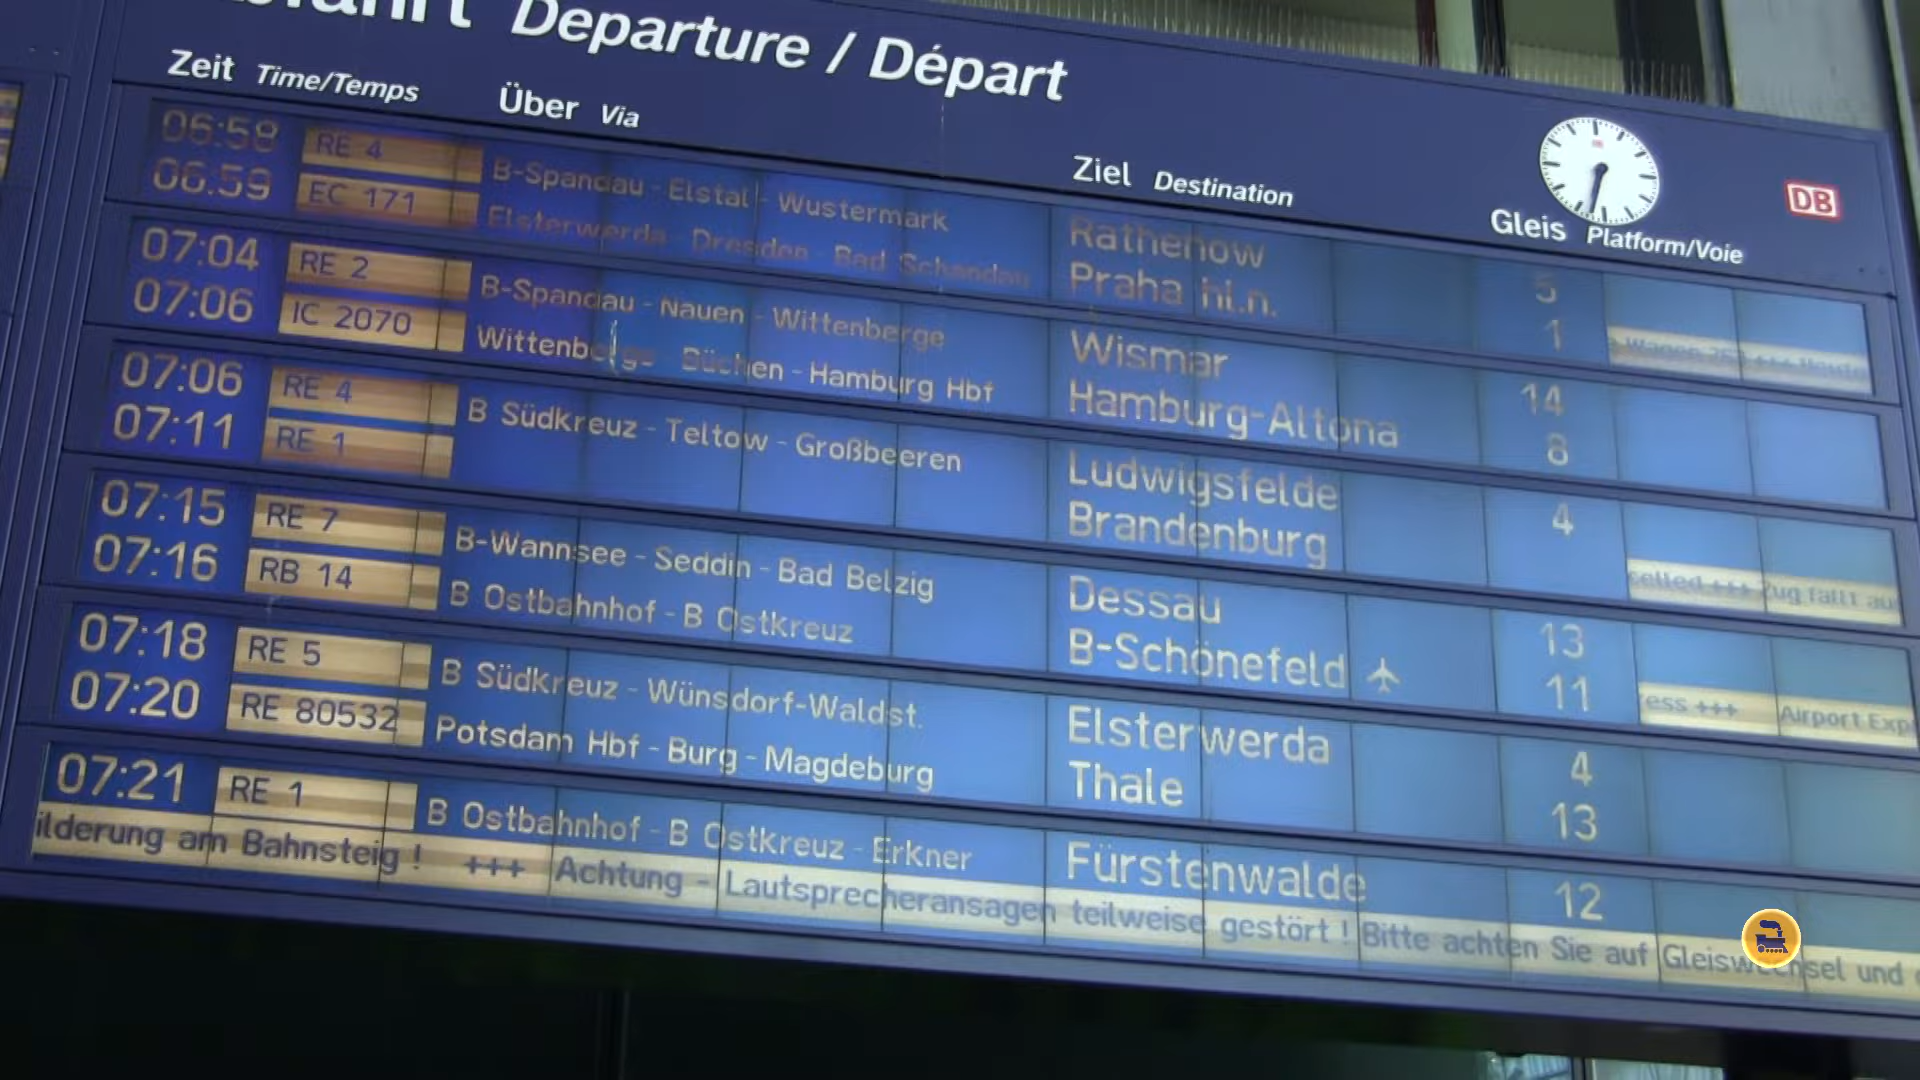 Departure / Départ
Zeit Time/Temps Über Via Ziel Destination Gleis Platform/Voie DB
06:58 RE 4 B-Spandau - Elstal - Wustermark Rathenow 5
06:59 EC 171 Elsterwerda - Dresden - Bad Schandau Praha hl.n. 1
07:04 RE 2 B-Spandau - Nauen - Wittenberge Wismar 14
07:06 IC 2070 Wittenberge Büchen - Hamburg Hbf Hamburg-Altona 8
07:06 RE 4 B Südkreuz - Teltow - Großbeeren Ludwigsfelde 4
07:11 RE 1 Brandenburg +++ Zug fällt au
07:15 RE 7 B-Wannsee - Seddin - Bad Belzig Dessau 13
07:16 RB 14 B Ostbahnhof - B Ostkreuz B-Schönefeld 11 ess +++ Airport Exp
07:18 RE 5 B Südkreuz - Wünsdorf-Waldst. Elsterwerda 4
07:20 RE 80532 Potsdam Hbf - Burg - Magdeburg Thale 13
07:21 RE 1 B Ostbahnhof - B Ostkreuz - Erkner Fürstenwalde 12
ilderung am Bahnsteig ! +++ Achtung - Lautsprecheransagen teilweise gestört ! Bitte achten Sie auf Gleiswechsel und